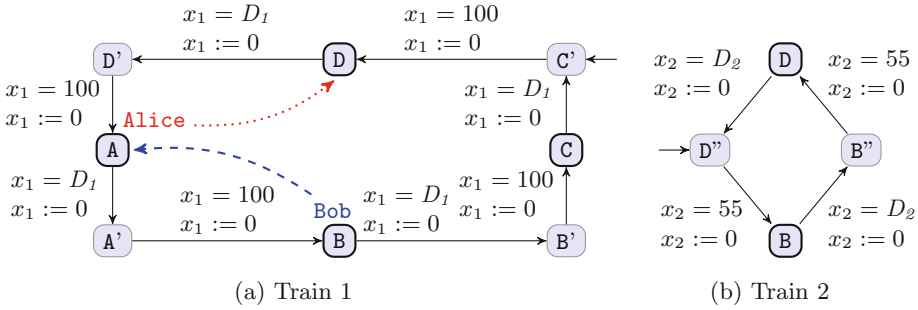 x₁ = D₁
x₁ := 0
x₁ = 100
x₁ := 0
D'
D
C'
x₁ = 100
x₁ := 0
Alice
x₁ = D₁
x₁ := 0
A
C
x₁ = D₁
x₁ := 0
x₁ = 100
x₁ := 0
Bob
x₁ = D₁
x₁ := 0
x₁ = 100
x₁ := 0
A'
B
B'
(a) Train 1
x₂ = D₂
x₂ := 0
D
x₂ = 55
x₂ := 0
D"
B"
x₂ = 55
x₂ := 0
B
x₂ = D₂
x₂ := 0
(b) Train 2